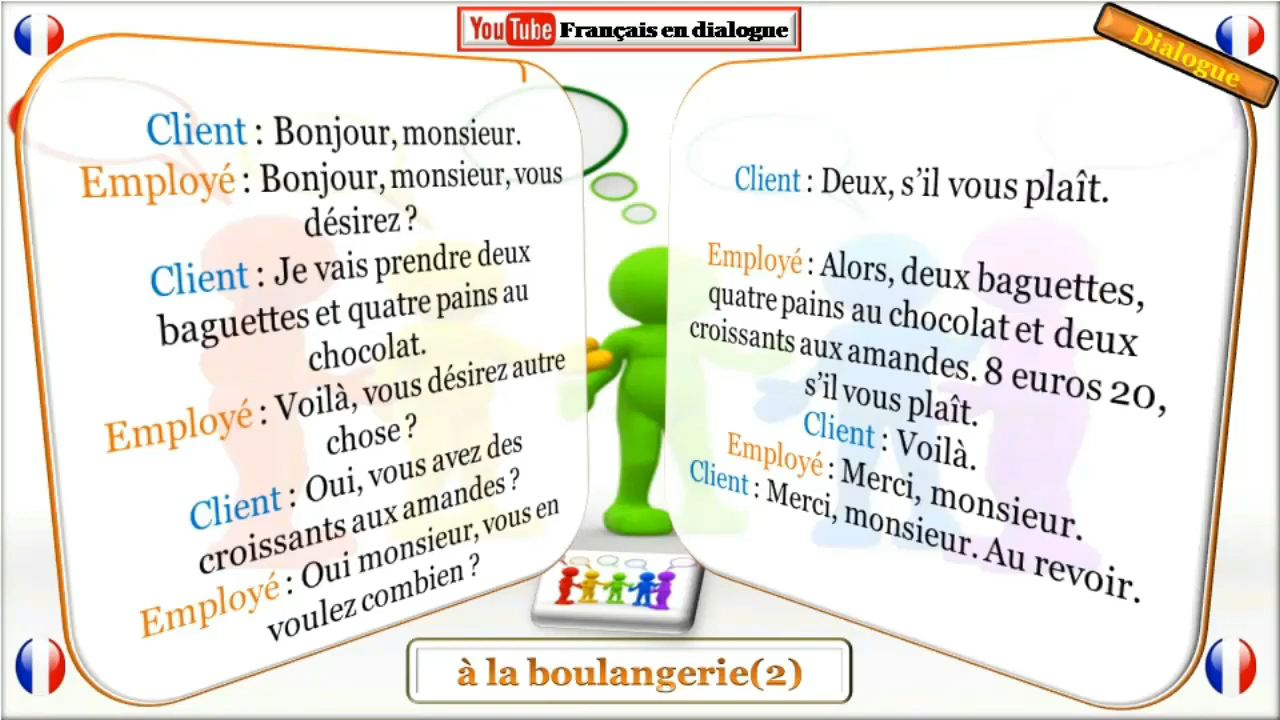 YouTube Français en dialogue
Dialogue
Client : Bonjour, monsieur.
Employé : Bonjour, monsieur, vous
désirez ?
Client : Je vais prendre deux
baguettes et quatre pains au
chocolat.
Employé : Voilà, vous désirez autre
chose ?
Client : Oui, vous avez des
croissants aux amandes ?
Employé : Oui monsieur, vous en
voulez combien ?
Client : Deux, s’il vous plaît.
Employé : Alors, deux baguettes,
quatre pains au chocolat et deux
croissants aux amandes. 8 euros 20,
s’il vous plaît.
Client : Voilà.
Employé : Merci, monsieur.
Client : Merci, monsieur. Au revoir.
à la boulangerie(2)